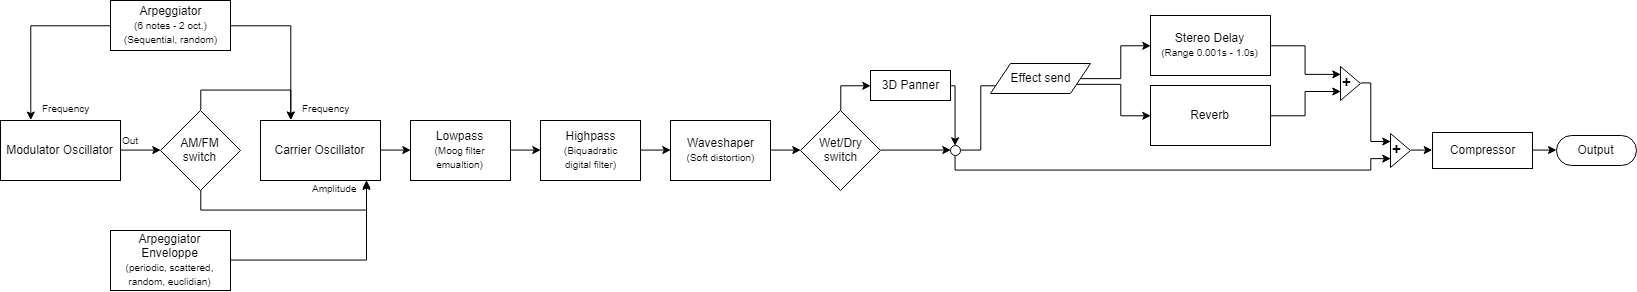 Arpeggiator
(6 notes - 2 oct.)
(Sequential, random)
Frequency
Frequency
Modulator Oscillator
Out
AM/FM
switch
Carrier Oscillator
Amplitude
Arpeggiator
Enveloppe
(periodic, scattered,
random, euclidian)
Lowpass
(Moog filter
emualtion)
Highpass
(Biquadratic
digital filter)
Waveshaper
(Soft distortion)
Wet/Dry
switch
3D Panner
Effect send
Stereo Delay
(Range 0.001s - 1.0s)
Reverb
+
+
Compressor
Output